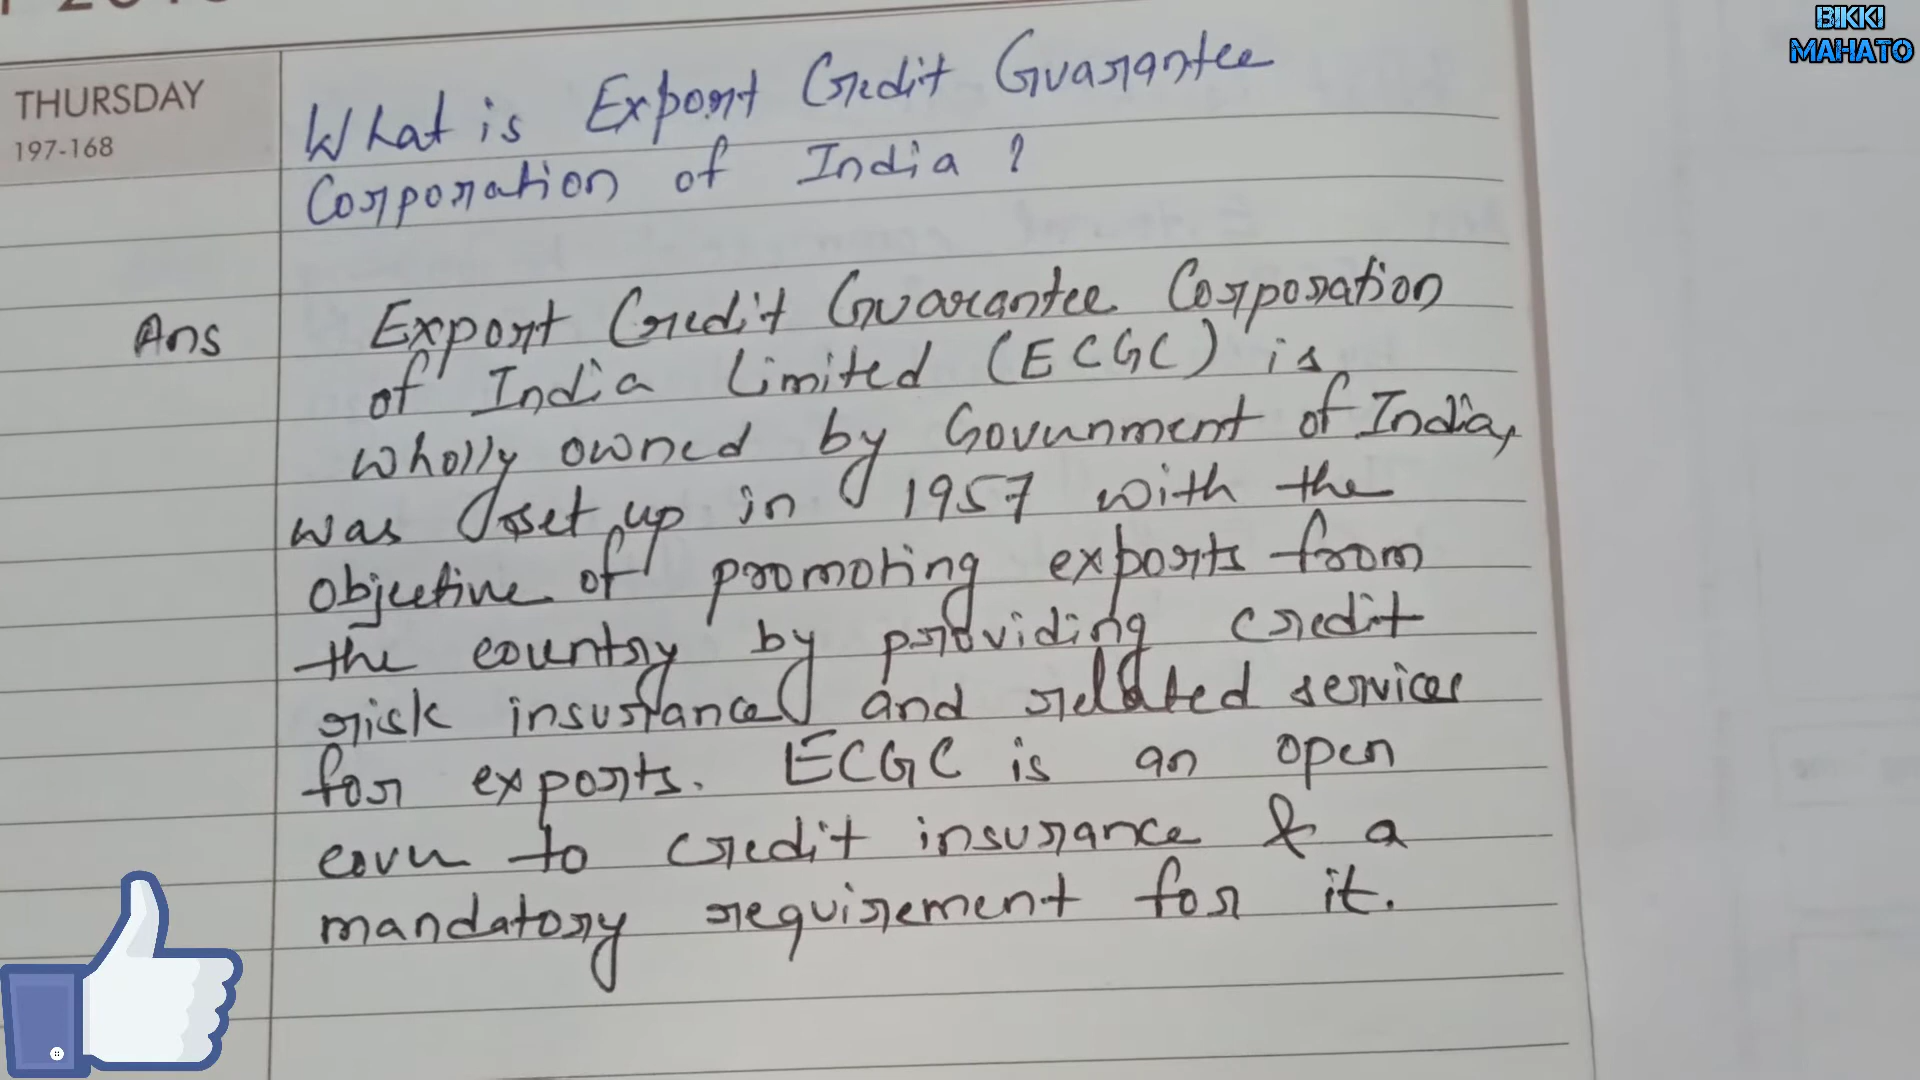 BIKKI
MAHATO
THURSDAY
197-168
What is Export Credit Guarantee
Corporation of India ?
Ans Export Credit Guarantee Corporation
of India Limited (ECGC) is
wholly owned by Government of India,
was set up in 1957 with the
objective of promoting exports from
the country by providing credit
risk insurance and related services
for exports. ECGC is an open
cover to credit insurance & a
mandatory requirement for it.